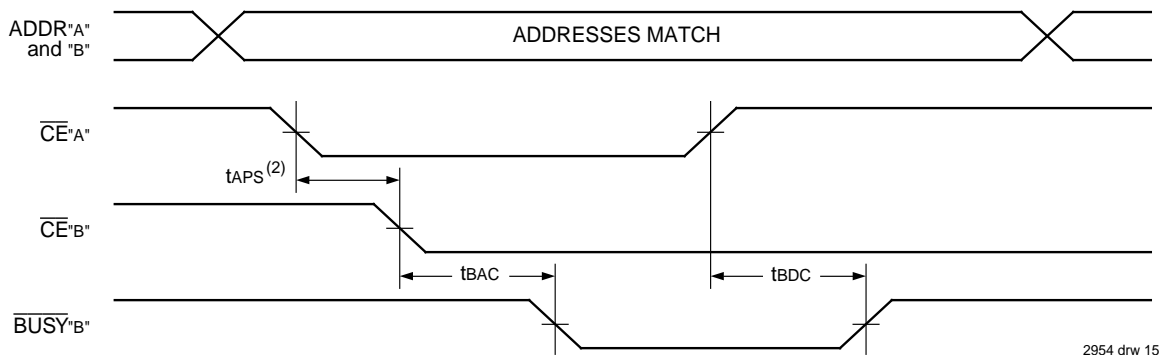 ADDR"A"
and "B"
ADDRESSES MATCH
CE"A"
tAPS(2)
CE"B"
tBAC
tBDC
BUSY"B"
2954 drw 15